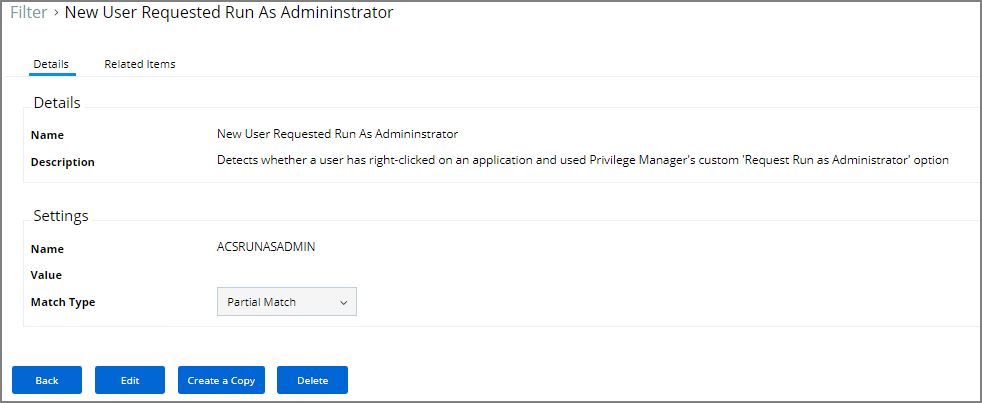 Filter › New User Requested Run As Admininstrator
Details Related Items
Details
Name New User Requested Run As Admininstrator
Description Detects whether a user has right-clicked on an application and used Privilege Manager's custom 'Request Run as Administrator' option
Settings
Name ACSRUNASADMIN
Value
Match Type Partial Match
Back Edit Create a Copy Delete